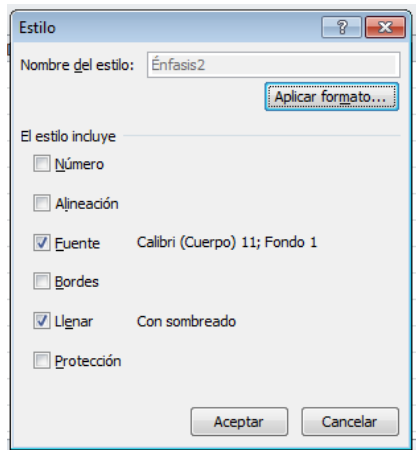 Estilo
Nombre del estilo: Énfasis2
Aplicar formato...
El estilo incluye
Número
Alineación
Fuente Calibri (Cuerpo) 11; Fondo 1
Bordes
Llenar Con sombreado
Protección
Aceptar Cancelar